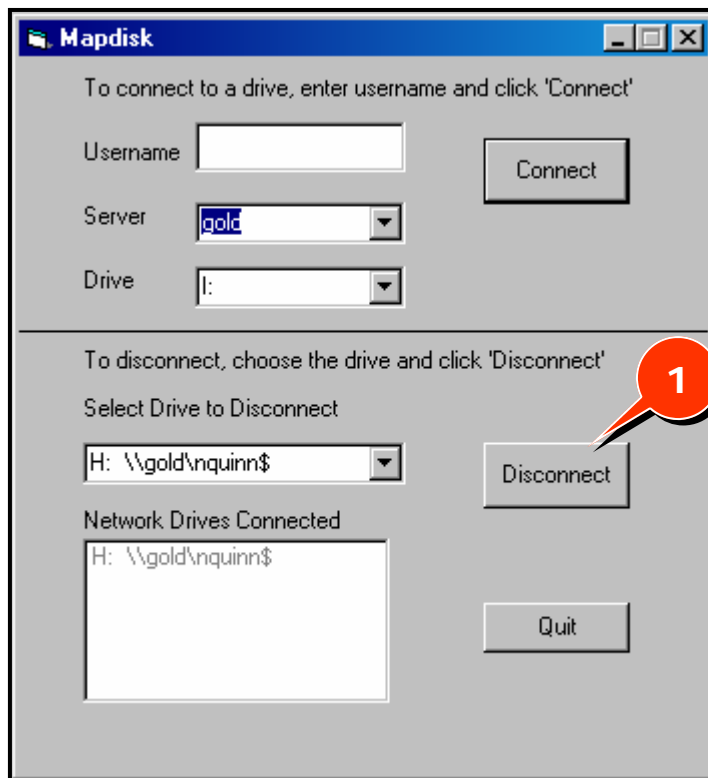 Mapdisk
To connect to a drive, enter username and click 'Connect'
Username
Connect
Server
gold
Drive
I:
To disconnect, choose the drive and click 'Disconnect'
1
Select Drive to Disconnect
H: \\gold\nquinn$
Disconnect
Network Drives Connected
H: \\gold\nquinn$
Quit